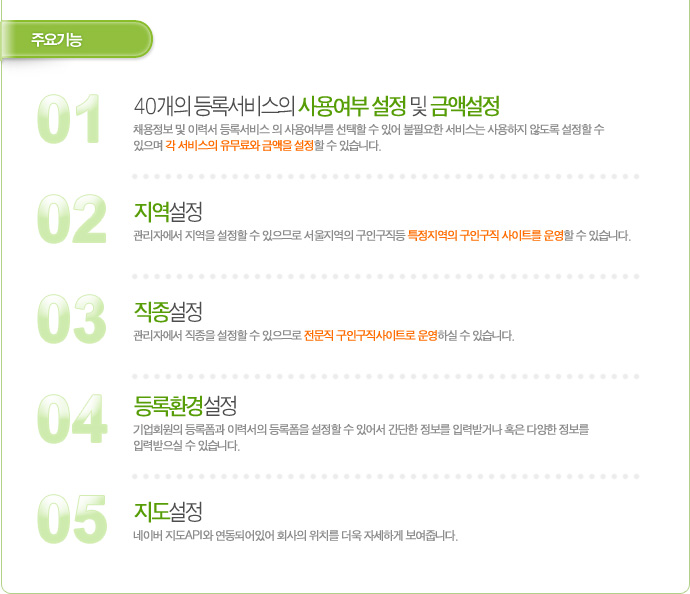 주요기능
01
40개의 등록서비스의 사용여부 설정 및 금액설정
채용정보 및 이력서 등록서비스 의 사용여부를 선택할 수 있어 불필요한 서비스는 사용하지 않도록 설정할 수
있으며 각 서비스의 유무료와 금액을 설정할 수 있습니다.
02
지역설정
관리자에서 지역을 설정할 수 있으므로 서울지역의 구인구직등 특정지역의 구인구직 사이트를 운영할 수 있습니다.
03
직종설정
관리자에서 직종을 설정할 수 있으므로 전문직 구인구직사이트로 운영하실 수 있습니다.
04
등록환경설정
기업회원의 등록폼과 이력서의 등록폼을 설정할 수 있어서 간단한 정보를 입력받거나 혹은 다양한 정보를
입력받으실 수 있습니다.
05
지도설정
네이버 지도API와 연동되어있어 회사의 위치를 더욱 자세하게 보여줍니다.